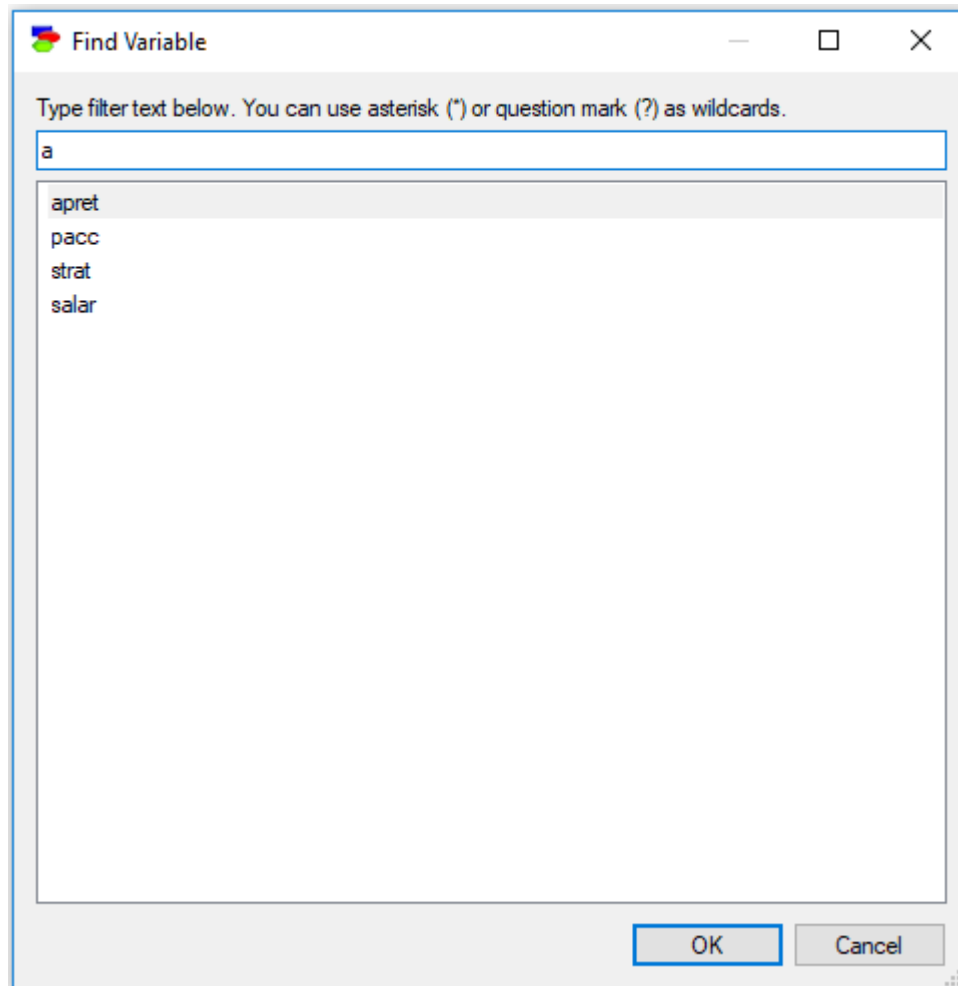 Find Variable
Type filter text below. You can use asterisk (*) or question mark (?) as wildcards.
a
apret
pacc
strat
salar
OK Cancel